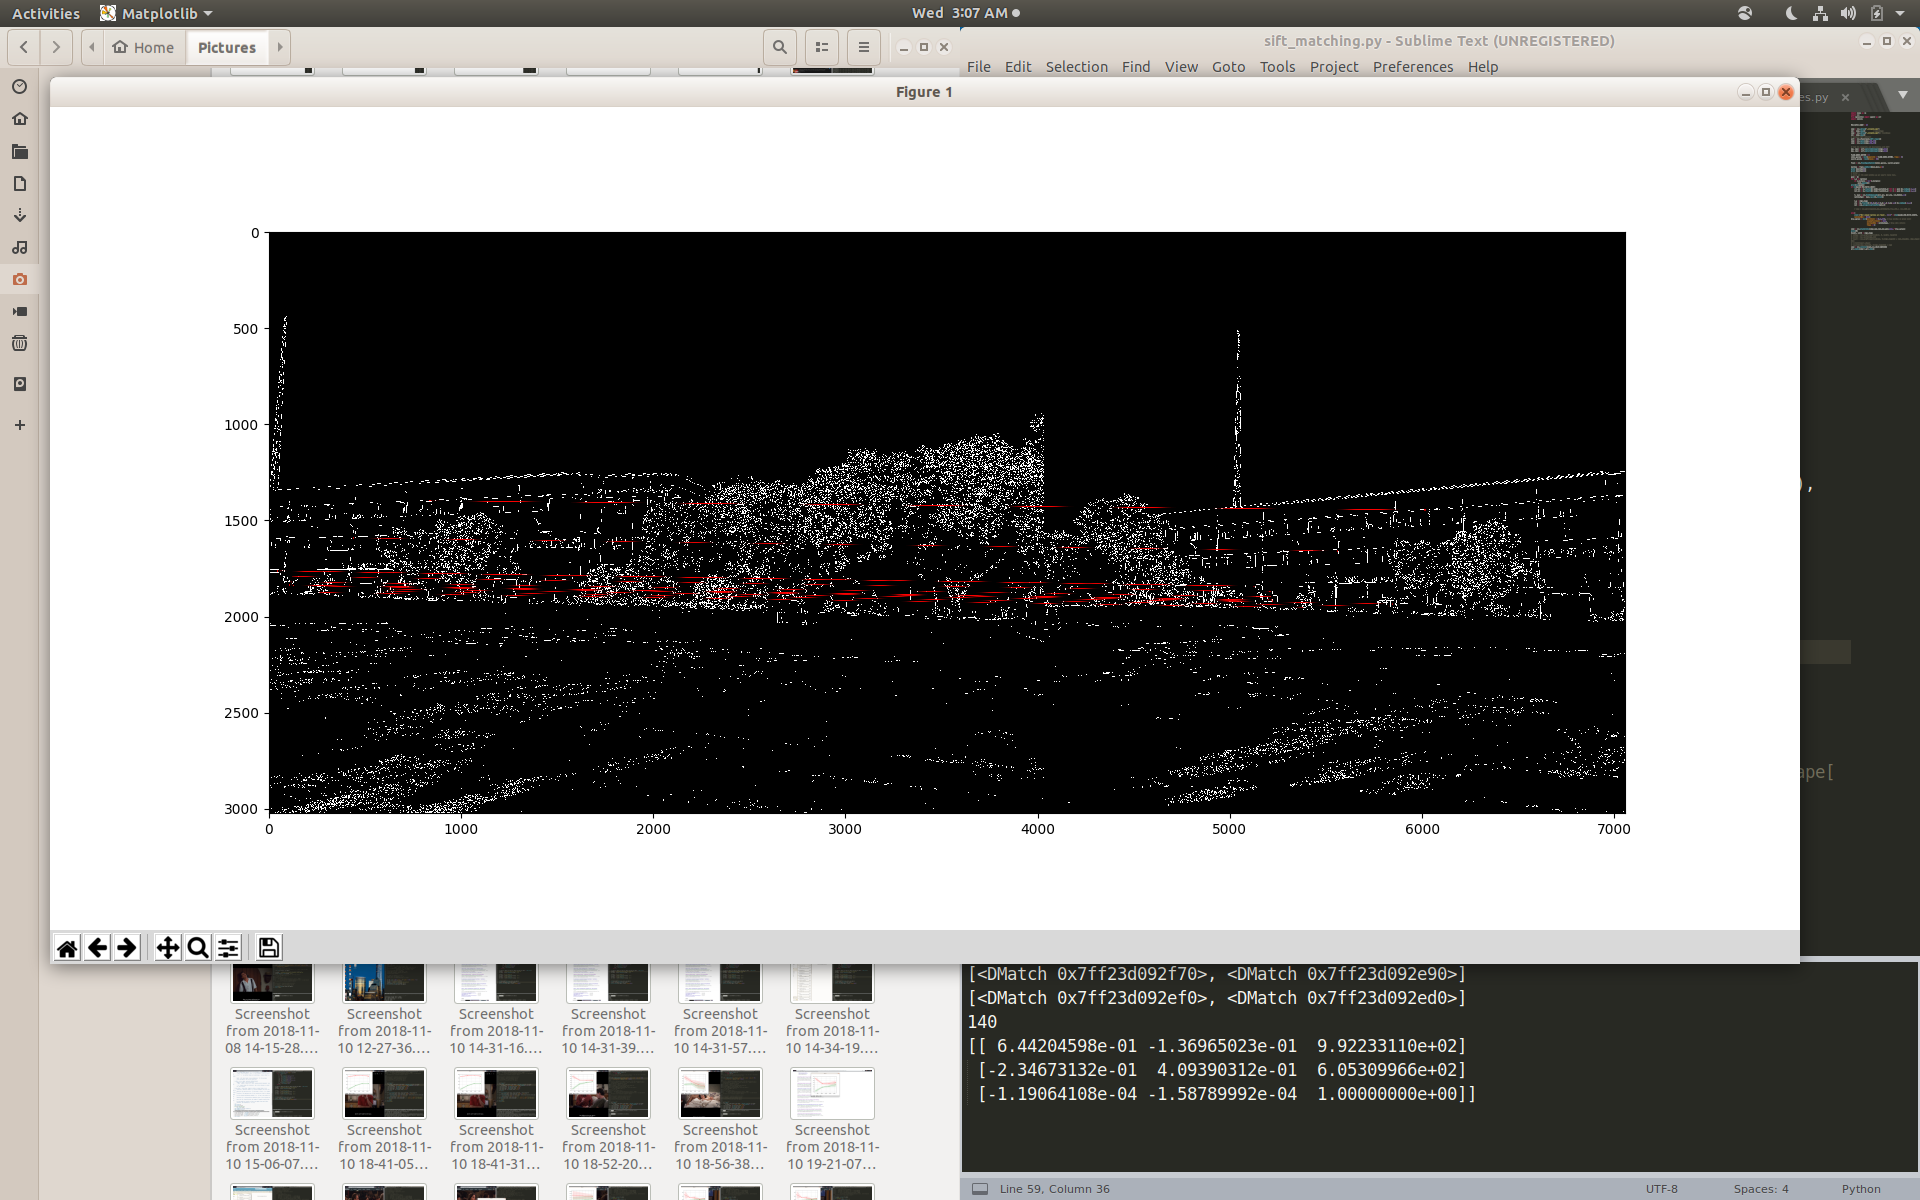 Activities
Matplotlib
Wed 3:07 AM
Home
Pictures
sift_matching.py - Sublime Text (UNREGISTERED)
File Edit Selection Find View Goto Tools Project Preferences Help
Figure 1
es.py
0
500
1000
1500
2000
2500
3000
0 1000 2000 3000 4000 5000 6000 7000
),
ape[
[<DMatch 0x7ff23d092f70>, <DMatch 0x7ff23d092e90>]
[<DMatch 0x7ff23d092ef0>, <DMatch 0x7ff23d092ed0>]
140
[[ 6.44204598e-01 -1.36965023e-01  9.92233110e+02]
[-2.34673132e-01  4.09390312e-01  6.05309966e+02]
[-1.19064108e-04 -1.58789992e-04  1.00000000e+00]]
Screenshot
from 2018-11-
08 14-15-28.…
Screenshot
from 2018-11-
10 12-27-36.…
Screenshot
from 2018-11-
10 14-31-16.…
Screenshot
from 2018-11-
10 14-31-39.…
Screenshot
from 2018-11-
10 14-31-57.…
Screenshot
from 2018-11-
10 14-34-19.…
Screenshot
from 2018-11-
10 15-06-07.…
Screenshot
from 2018-11-
10 18-41-05.…
Screenshot
from 2018-11-
10 18-41-31.…
Screenshot
from 2018-11-
10 18-52-20.…
Screenshot
from 2018-11-
10 18-56-38.…
Screenshot
from 2018-11-
10 19-21-07.…
Line 59, Column 36
UTF-8
Spaces: 4
Python